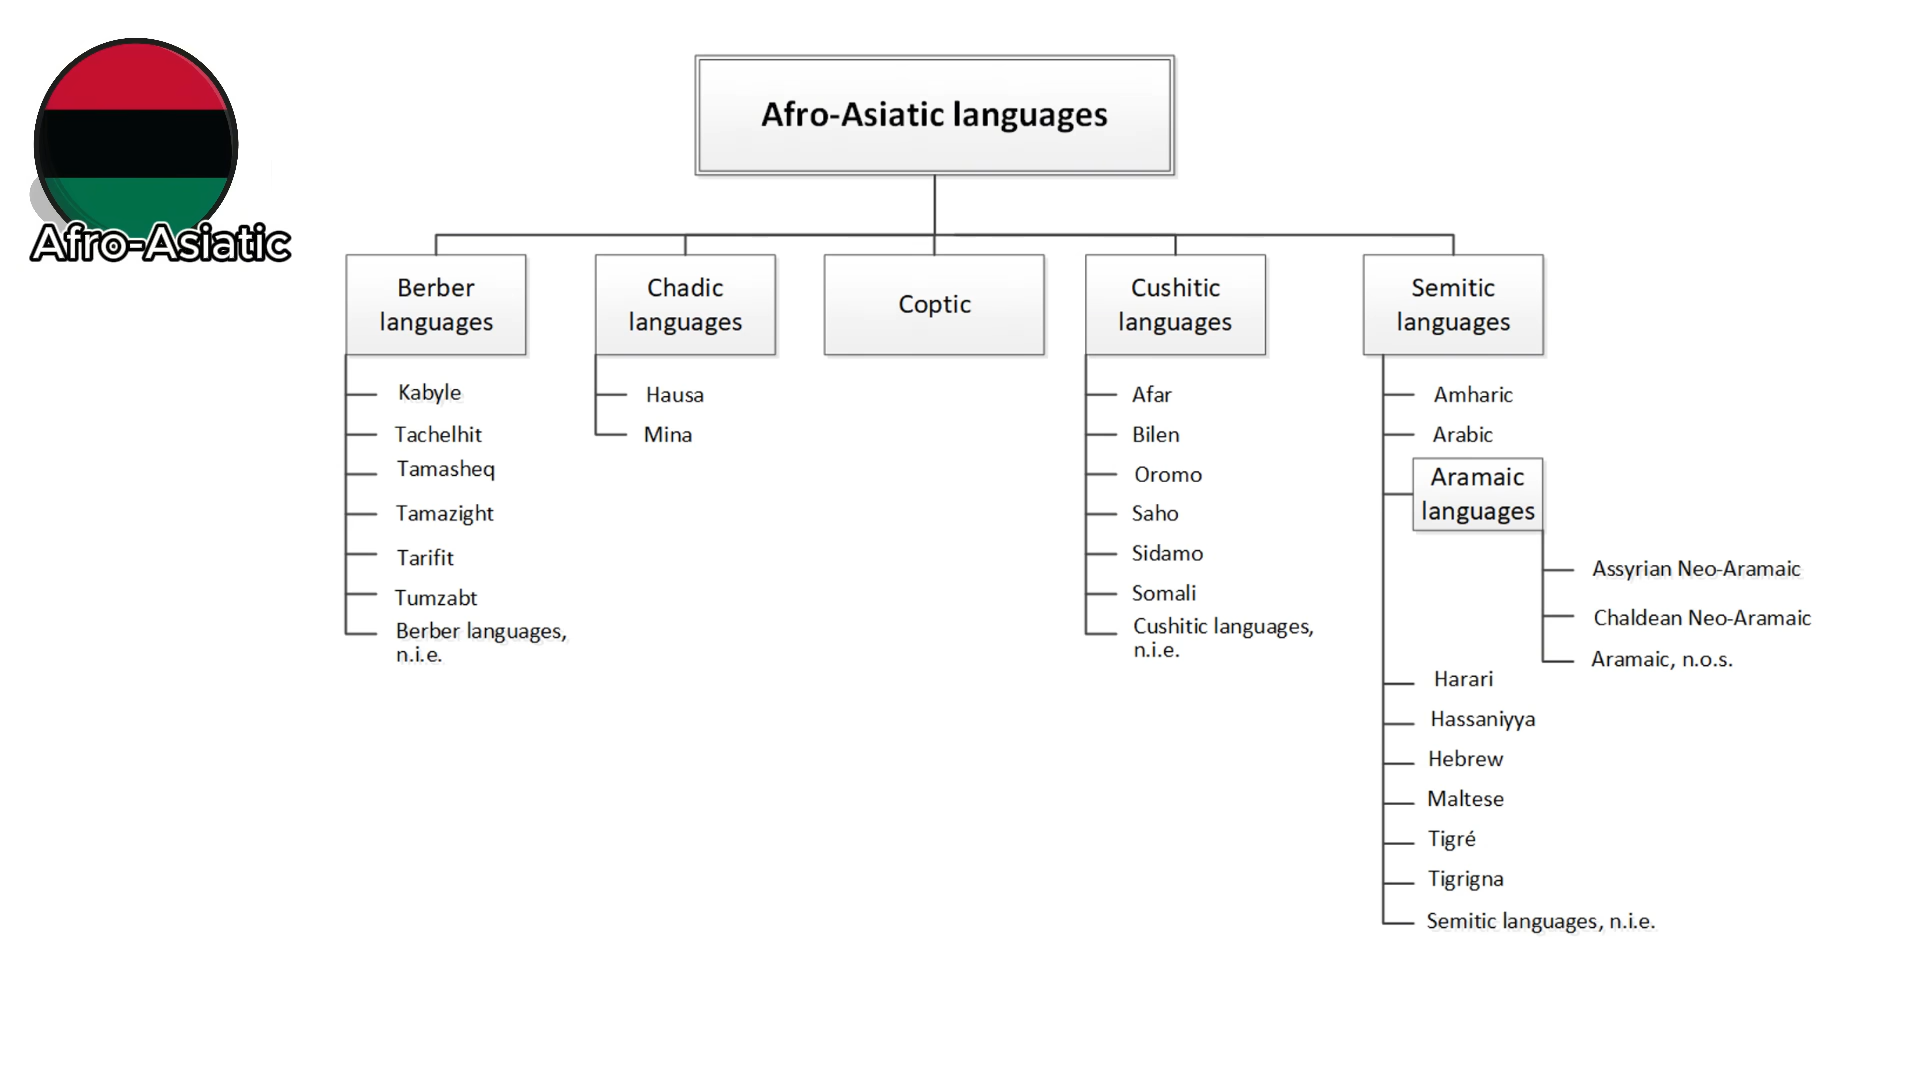 Afro-Asiatic
Afro-Asiatic languages
Berber
languages
Kabyle
Tachelhit
Tamasheq
Tamazight
Tarifit
Tumzabt
Berber languages,
n.i.e.
Chadic
languages
Hausa
Mina
Coptic
Cushitic
languages
Afar
Bilen
Oromo
Saho
Sidamo
Somali
Cushitic languages,
n.i.e.
Semitic
languages
Amharic
Arabic
Aramaic
languages
Assyrian Neo-Aramaic
Chaldean Neo-Aramaic
Aramaic, n.o.s.
Harari
Hassaniyya
Hebrew
Maltese
Tigré
Tigrigna
Semitic languages, n.i.e.